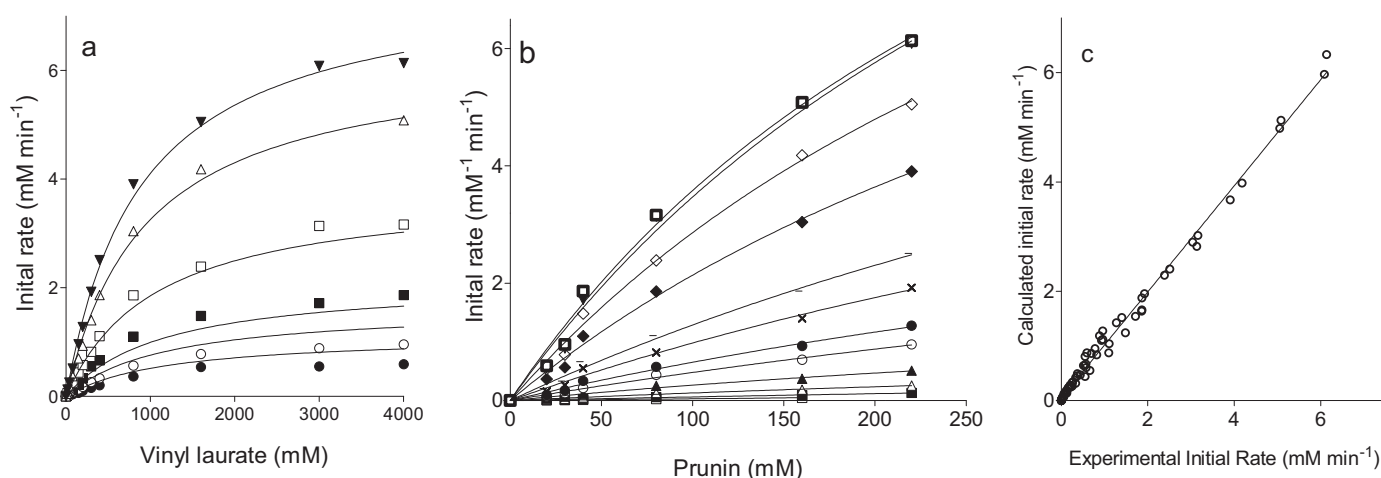 a
Inital rate (mM min-1)
6
4
2
0
0 1000 2000 3000 4000
Vinyl laurate (mM)
b
Inital rate (mM-1 min-1)
6
4
2
0
0 50 100 150 200 250
Prunin (mM)
c
Calculated initial rate (mM min-1)
6
4
2
0
0 2 4 6
Experimental Initial Rate (mM min-1)